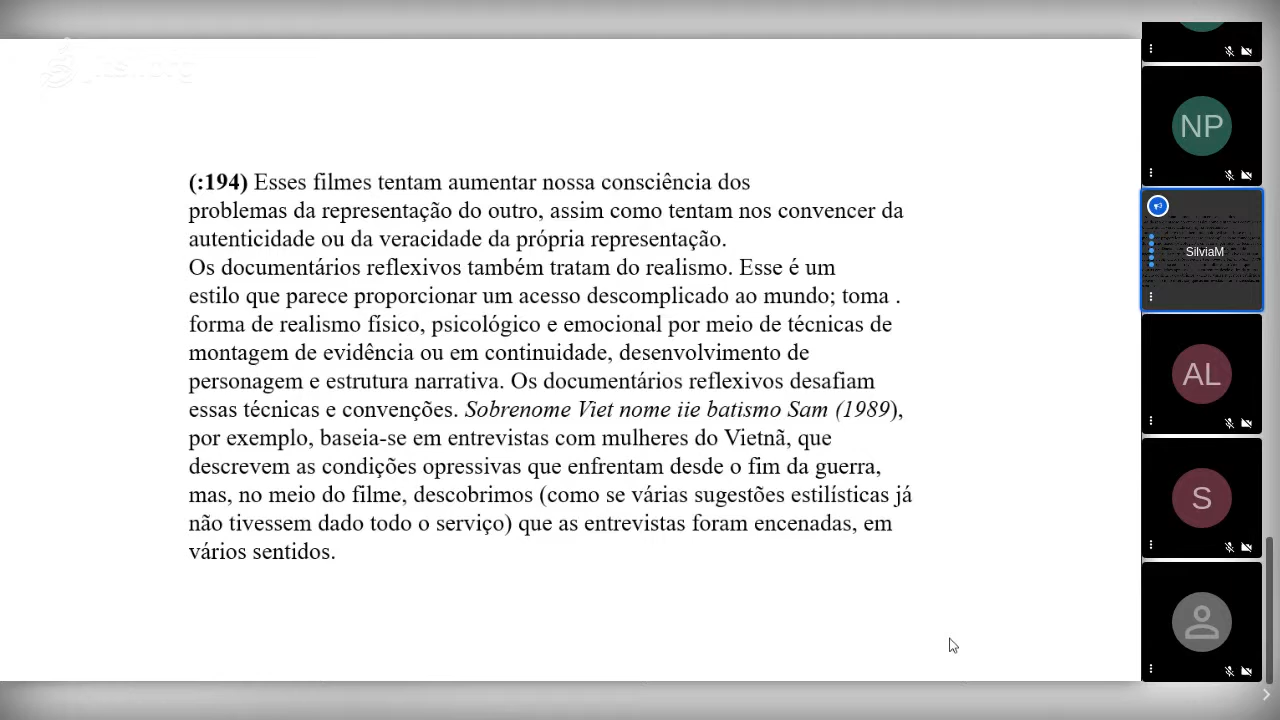 (:194) Esses filmes tentam aumentar nossa consciência dos
problemas da representação do outro, assim como tentam nos convencer da
autenticidade ou da veracidade da própria representação.
Os documentários reflexivos também tratam do realismo. Esse é um
estilo que parece proporcionar um acesso descomplicado ao mundo; toma .
forma de realismo físico, psicológico e emocional por meio de técnicas de
montagem de evidência ou em continuidade, desenvolvimento de
personagem e estrutura narrativa. Os documentários reflexivos desafiam
essas técnicas e convenções. Sobrenome Viet nome iie batismo Sam (1989),
por exemplo, baseia-se em entrevistas com mulheres do Vietnã, que
descrevem as condições opressivas que enfrentam desde o fim da guerra,
mas, no meio do filme, descobrimos (como se várias sugestões estilísticas já
não tivessem dado todo o serviço) que as entrevistas foram encenadas, em
vários sentidos.
NP
SilviaM
AL
S